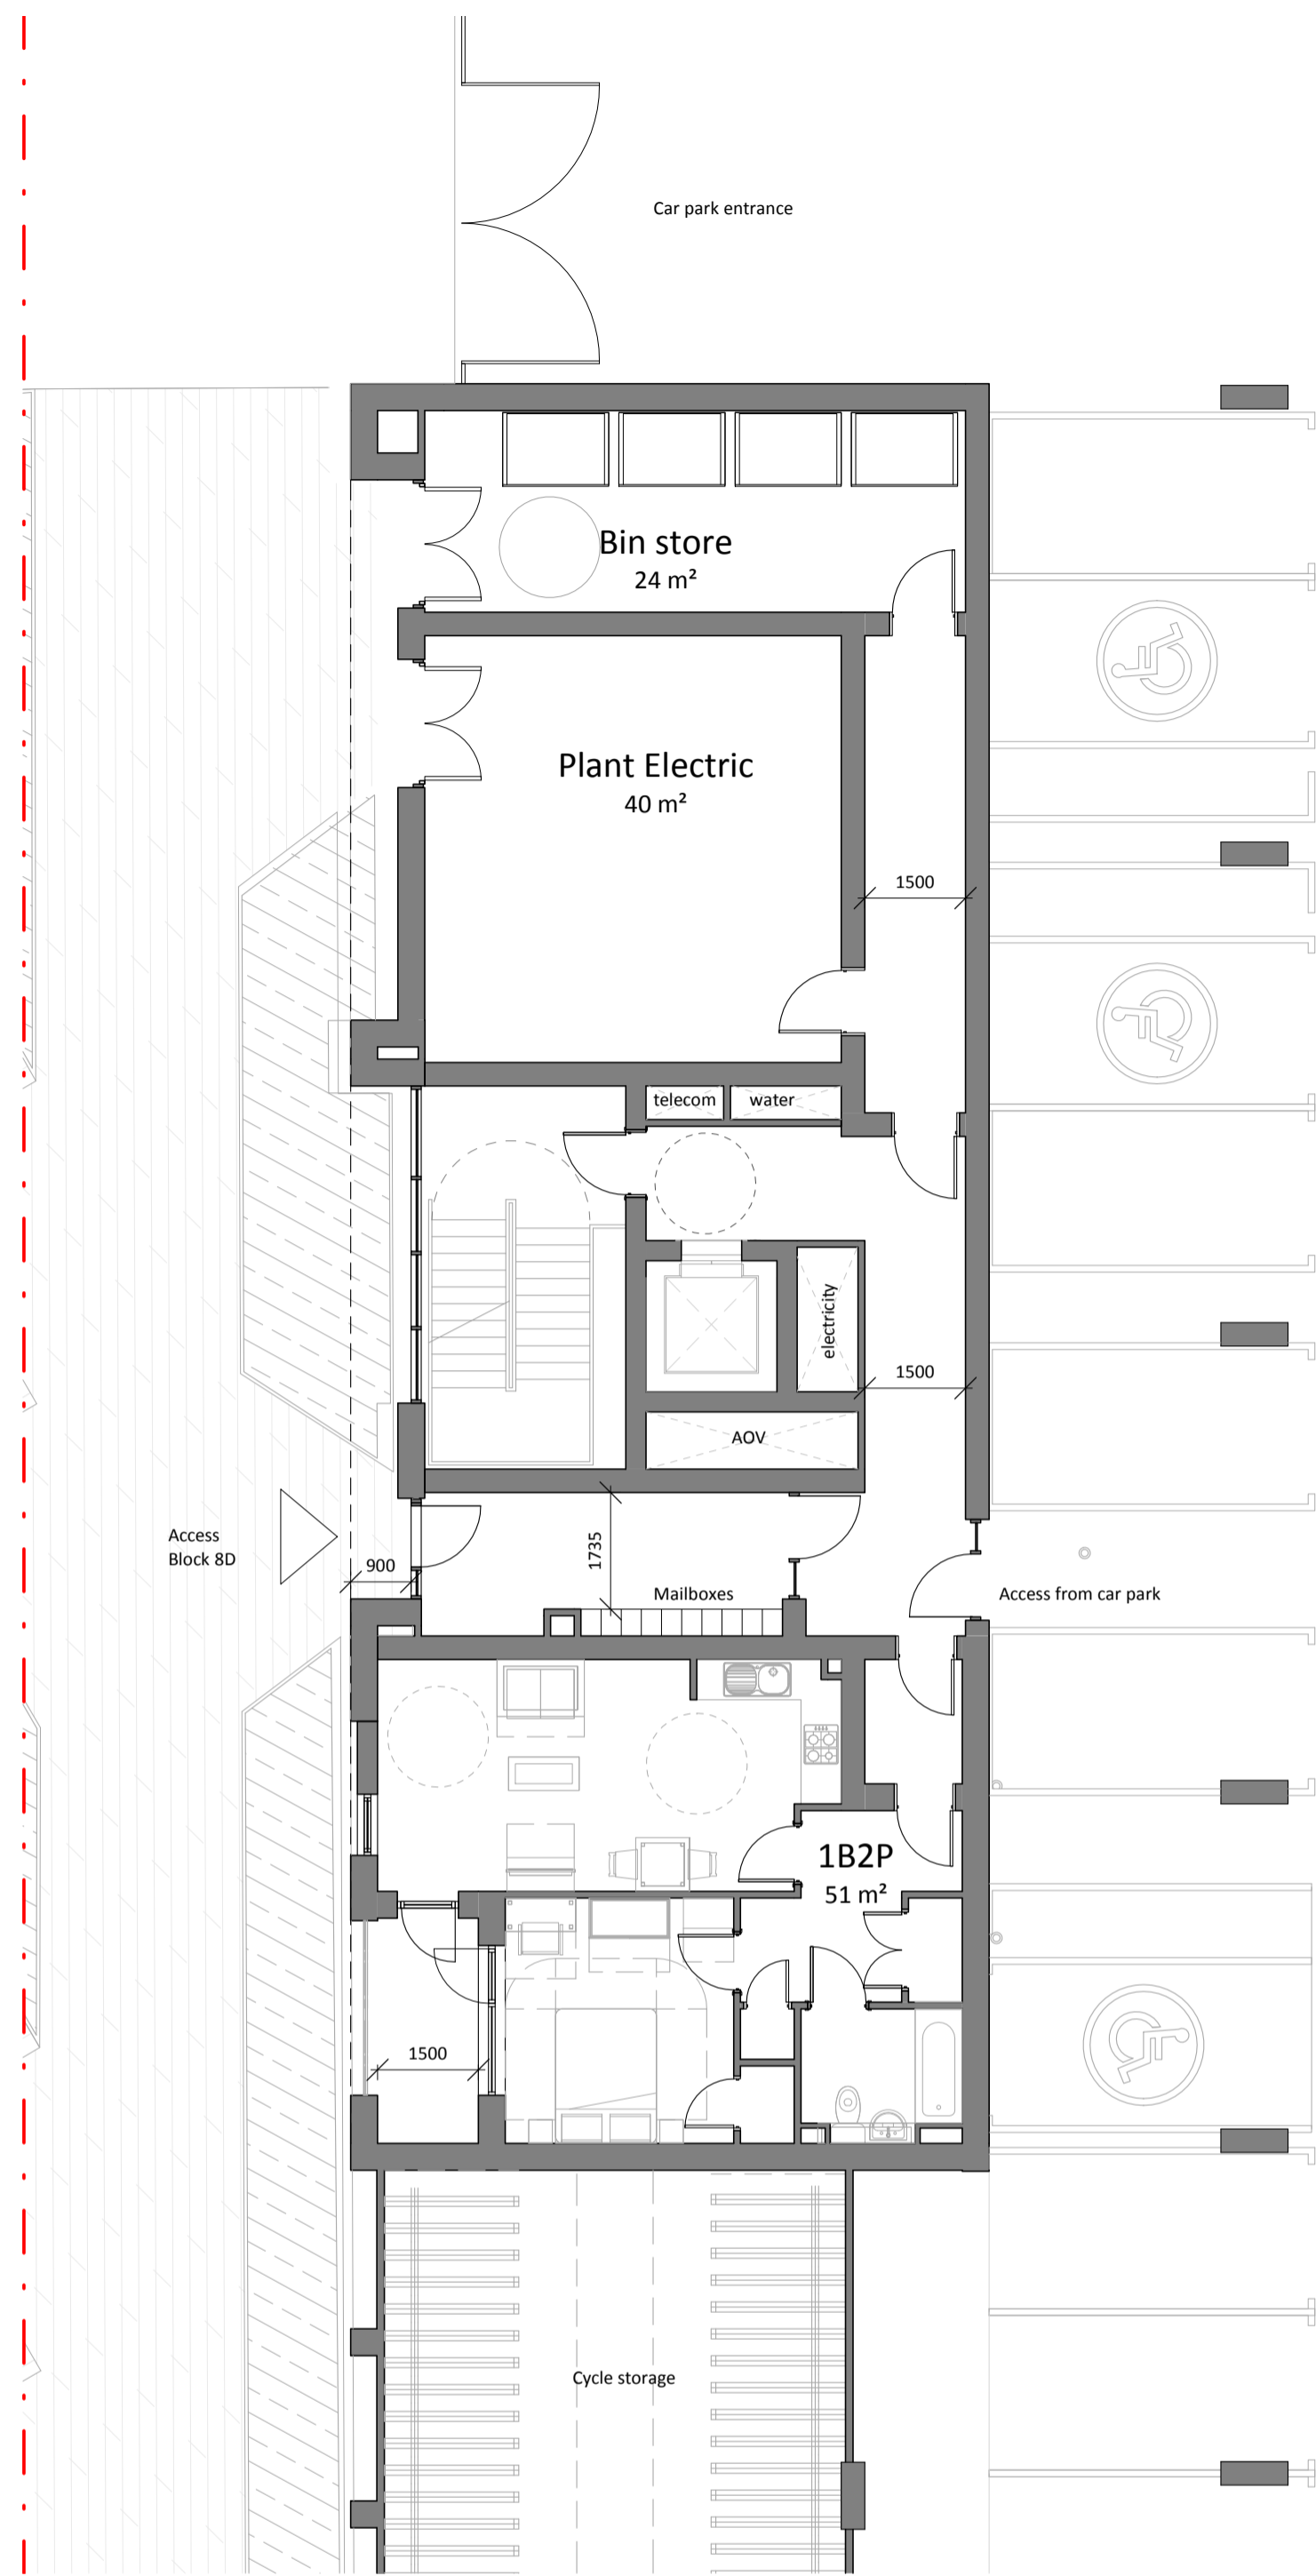 Car park entrance
Bin store
24 m²
Plant Electric
40 m²
1500
telecom
water
electricity
1500
AOV
Access
Block 8D
900
1735
Mailboxes
Access from car park
1B2P
51 m²
1500
Cycle storage